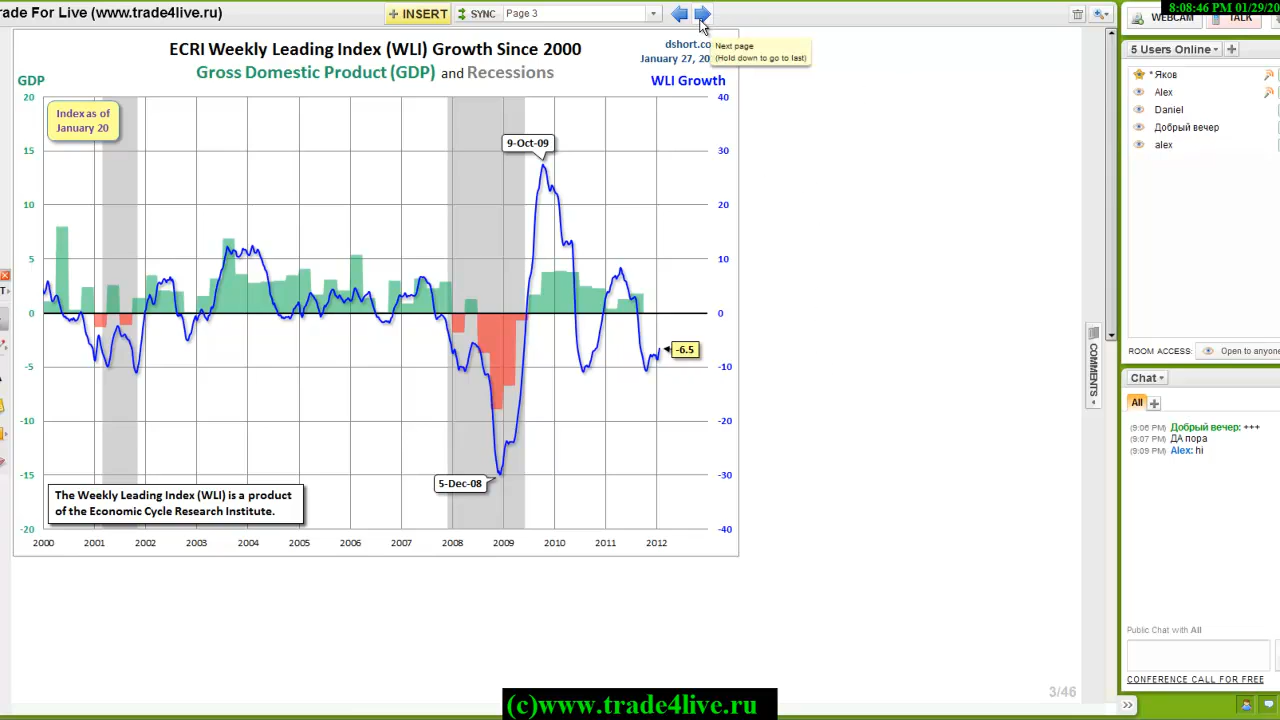 rade For Live (www.trade4live.ru)
+ INSERT
SYNC
Page 3
8:08:46 PM 01/29/20
WEBCAM
TALK
Next page
(Hold down to go to last)
ECRI Weekly Leading Index (WLI) Growth Since 2000
Gross Domestic Product (GDP) and Recessions
dshort.co
January 27, 20
GDP
WLI Growth
20
15
10
5
0
-5
-10
-15
-20
40
30
20
10
0
-10
-20
-30
-40
Index as of
January 20
9-Oct-09
5-Dec-08
-6.5
The Weekly Leading Index (WLI) is a product
of the Economic Cycle Research Institute.
2000 2001 2002 2003 2004 2005 2006 2007 2008 2009 2010 2011 2012
T
COMMENTS
3/46
5 Users Online
* Яков
Alex
Daniel
Добрый вечер
alex
ROOM ACCESS: Open to anyone
Chat
All
(9:06 PM) Добрый вечер: +++
(9:07 PM) ДА пора
(9:09 PM) Alex: hi
Public Chat with All
CONFERENCE CALL FOR FREE
(c)www.trade4live.ru